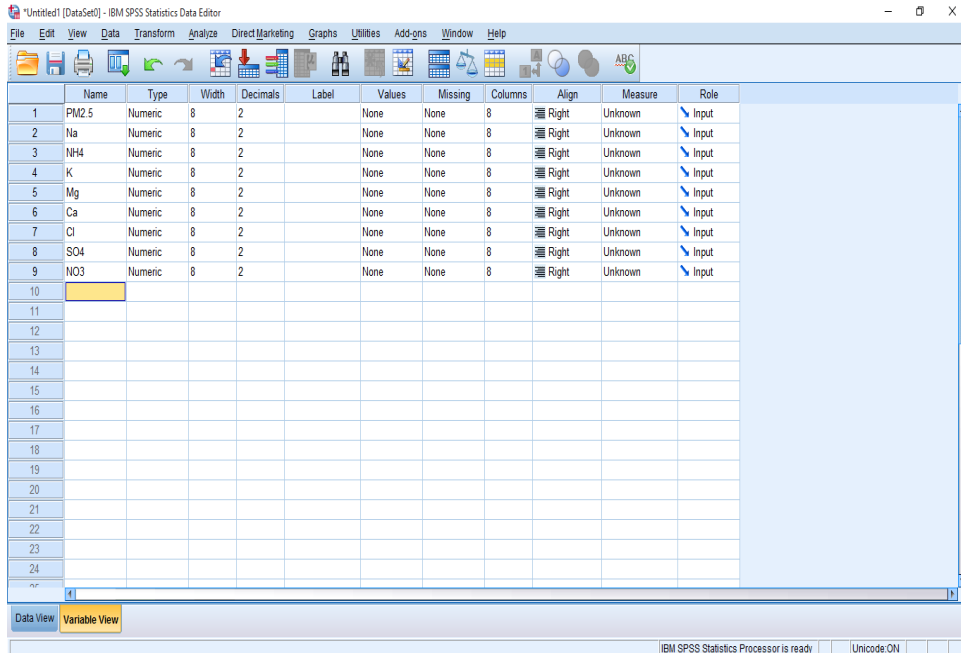 *Untitled1 [DataSet0] - IBM SPSS Statistics Data Editor
File Edit View Data Transform Analyze Direct Marketing Graphs Utilities Add-ons Window Help
Name Type Width Decimals Label Values Missing Columns Align Measure Role
1 PM2.5 Numeric 8 2 None None 8 Right Unknown Input
2 Na Numeric 8 2 None None 8 Right Unknown Input
3 NH4 Numeric 8 2 None None 8 Right Unknown Input
4 K Numeric 8 2 None None 8 Right Unknown Input
5 Mg Numeric 8 2 None None 8 Right Unknown Input
6 Ca Numeric 8 2 None None 8 Right Unknown Input
7 Cl Numeric 8 2 None None 8 Right Unknown Input
8 SO4 Numeric 8 2 None None 8 Right Unknown Input
9 NO3 Numeric 8 2 None None 8 Right Unknown Input
10
11
12
13
14
15
16
17
18
19
20
21
22
23
24
Data View Variable View
IBM SPSS Statistics Processor is ready Unicode:ON